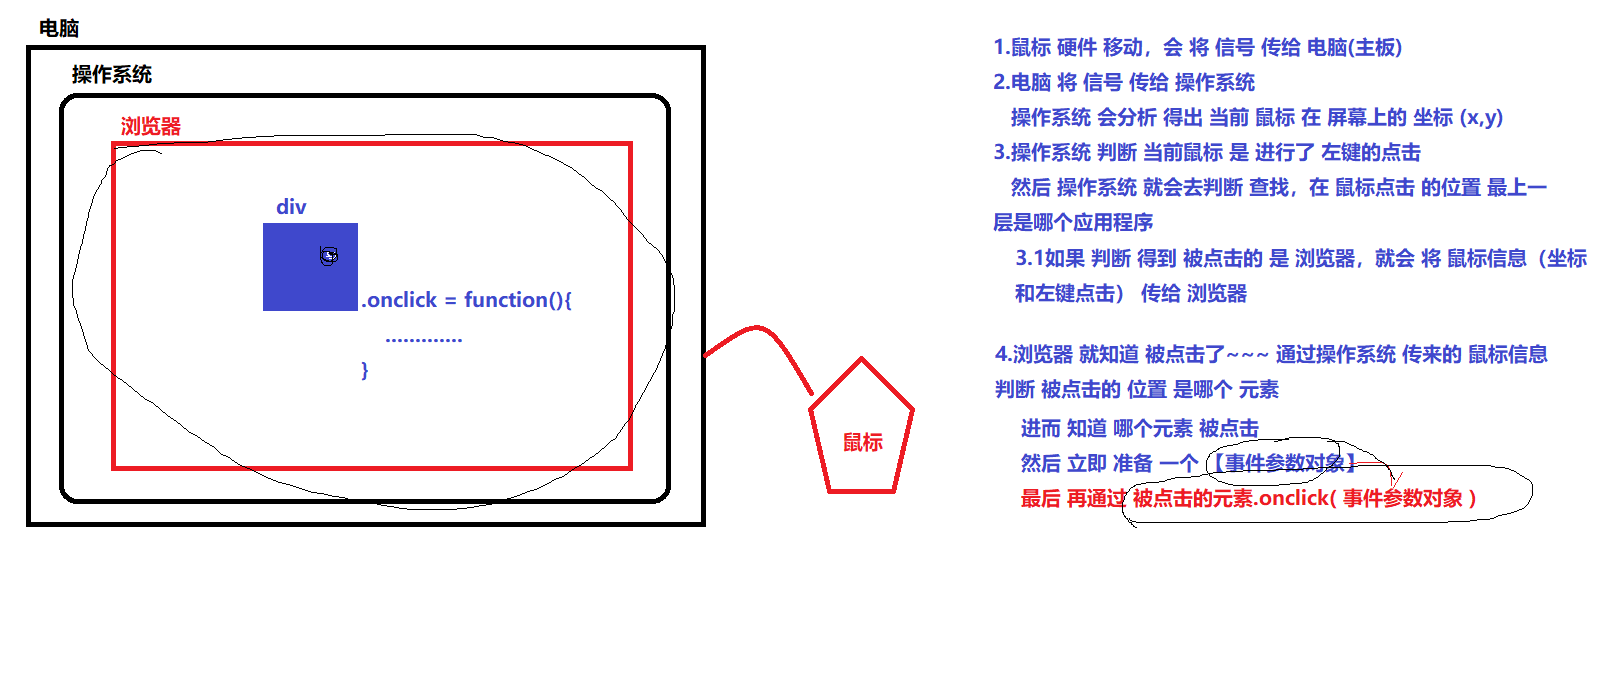 电脑
操作系统
浏览器
div
.onclick = function(){
.............
}
鼠标
1.鼠标 硬件 移动，会 将 信号 传给 电脑(主板)
2.电脑 将 信号 传给 操作系统
操作系统 会分析 得出 当前 鼠标 在 屏幕上的 坐标 (x,y)
3.操作系统 判断 当前鼠标 是 进行了 左键的点击
然后 操作系统 就会去判断 查找，在 鼠标点击 的位置 最上一
层是哪个应用程序
3.1如果 判断 得到 被点击的 是 浏览器，就会 将 鼠标信息（坐标
和左键点击） 传给 浏览器
4.浏览器 就知道 被点击了~~~ 通过操作系统 传来的 鼠标信息
判断 被点击的 位置 是哪个 元素
进而 知道 哪个元素 被点击
然后 立即 准备 一个 【事件参数对象】
最后 再通过 被点击的元素.onclick( 事件参数对象 )